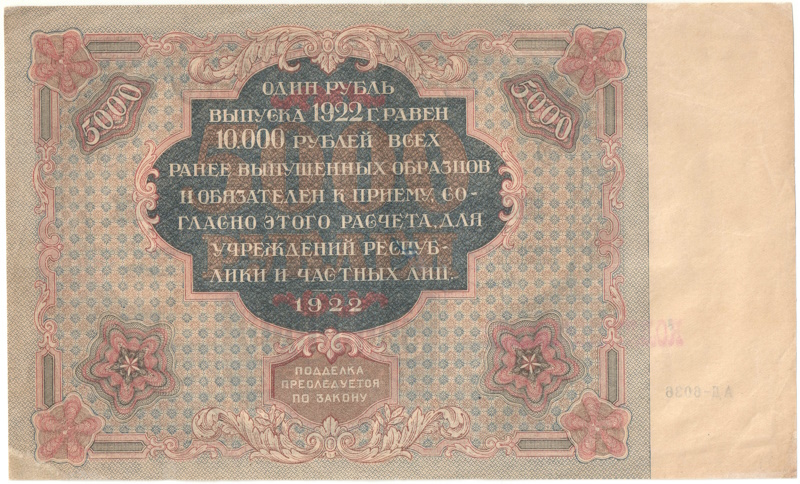 5000
5000
ОДИН РУБЛЬ
ВЫПУСКА 1922 Г. РАВЕН
10.000 РУБЛЕЙ ВСЕХ
РАНЕЕ ВЫПУЩЕННЫХ ОБРАЗЦОВ
И ОБЯЗАТЕЛЕН К ПРИЕМУ, СО-
ГЛАСНО ЭТОГО РАСЧЕТА, ДЛЯ
УЧРЕЖДЕНИЙ РЕСПУБ-
ЛИКИ И ЧАСТНЫХ ЛИЦ.
1922
ПОДДЕЛКА
ПРЕСЛЕДУЕТСЯ
ПО ЗАКОНУ